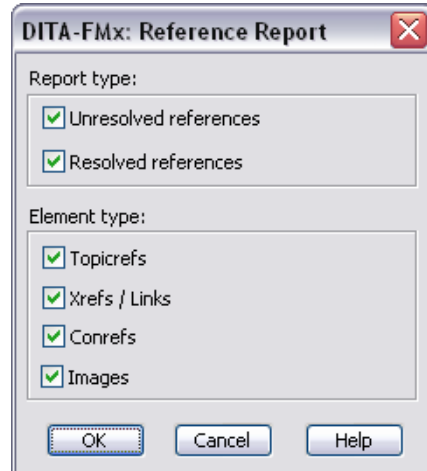 DITA-FMx: Reference Report
Report type:
Unresolved references
Resolved references
Element type:
Topicrefs
Xrefs / Links
Conrefs
Images
OK Cancel Help